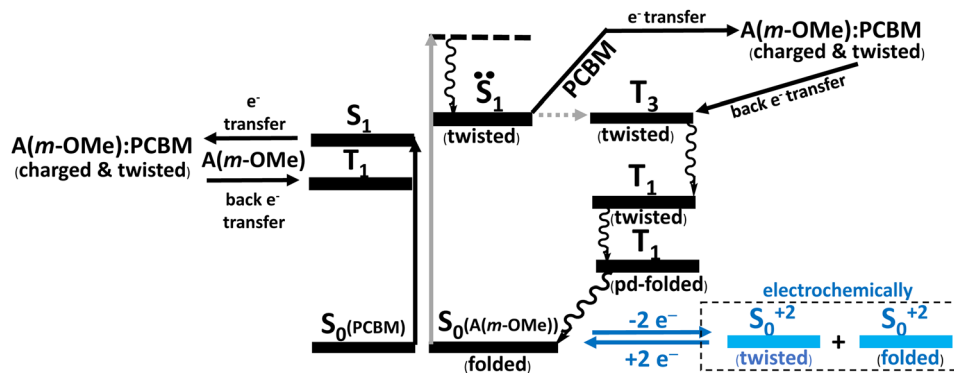 e⁻ transfer
A(m-OMe):PCBM
(charged & twisted)
PCBM
S̈₁
(twisted)
T₃
(twisted)
back e⁻ transfer
e⁻
transfer
S₁
A(m-OMe):PCBM
(charged & twisted)
A(m-OMe)
T₁
back e⁻
transfer
T₁
(twisted)
T₁
(pd-folded)
electrochemically
S₀(PCBM)
S₀(A(m-OMe))
(folded)
-2 e⁻
+2 e⁻
S₀⁺²
(twisted)
+
S₀⁺²
(folded)